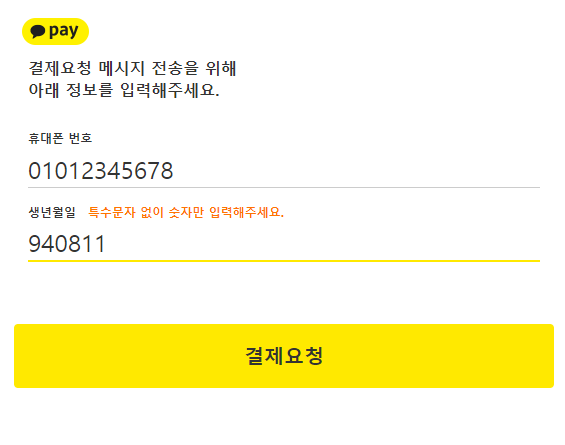 pay
결제요청 메시지 전송을 위해
아래 정보를 입력해주세요.
휴대폰 번호
01012345678
생년월일 특수문자 없이 숫자만 입력해주세요.
940811
결제요청